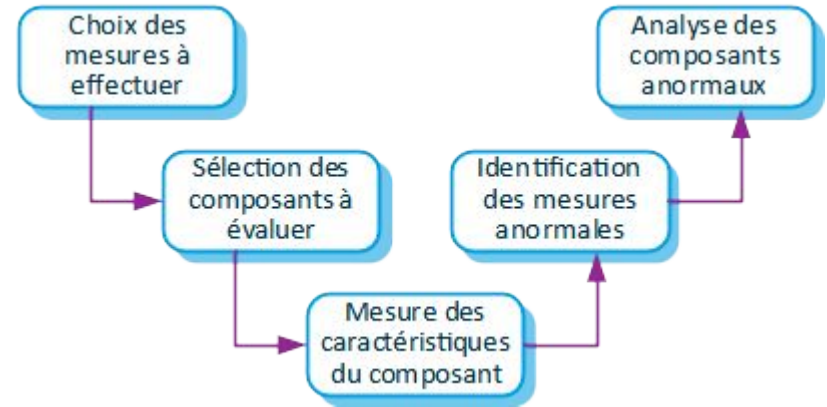 Choix des
mesures à
effectuer
Sélection des
composants à
évaluer
Mesure des
caractéristiques
du composant
Identification
des mesures
anormales
Analyse des
composants
anormaux